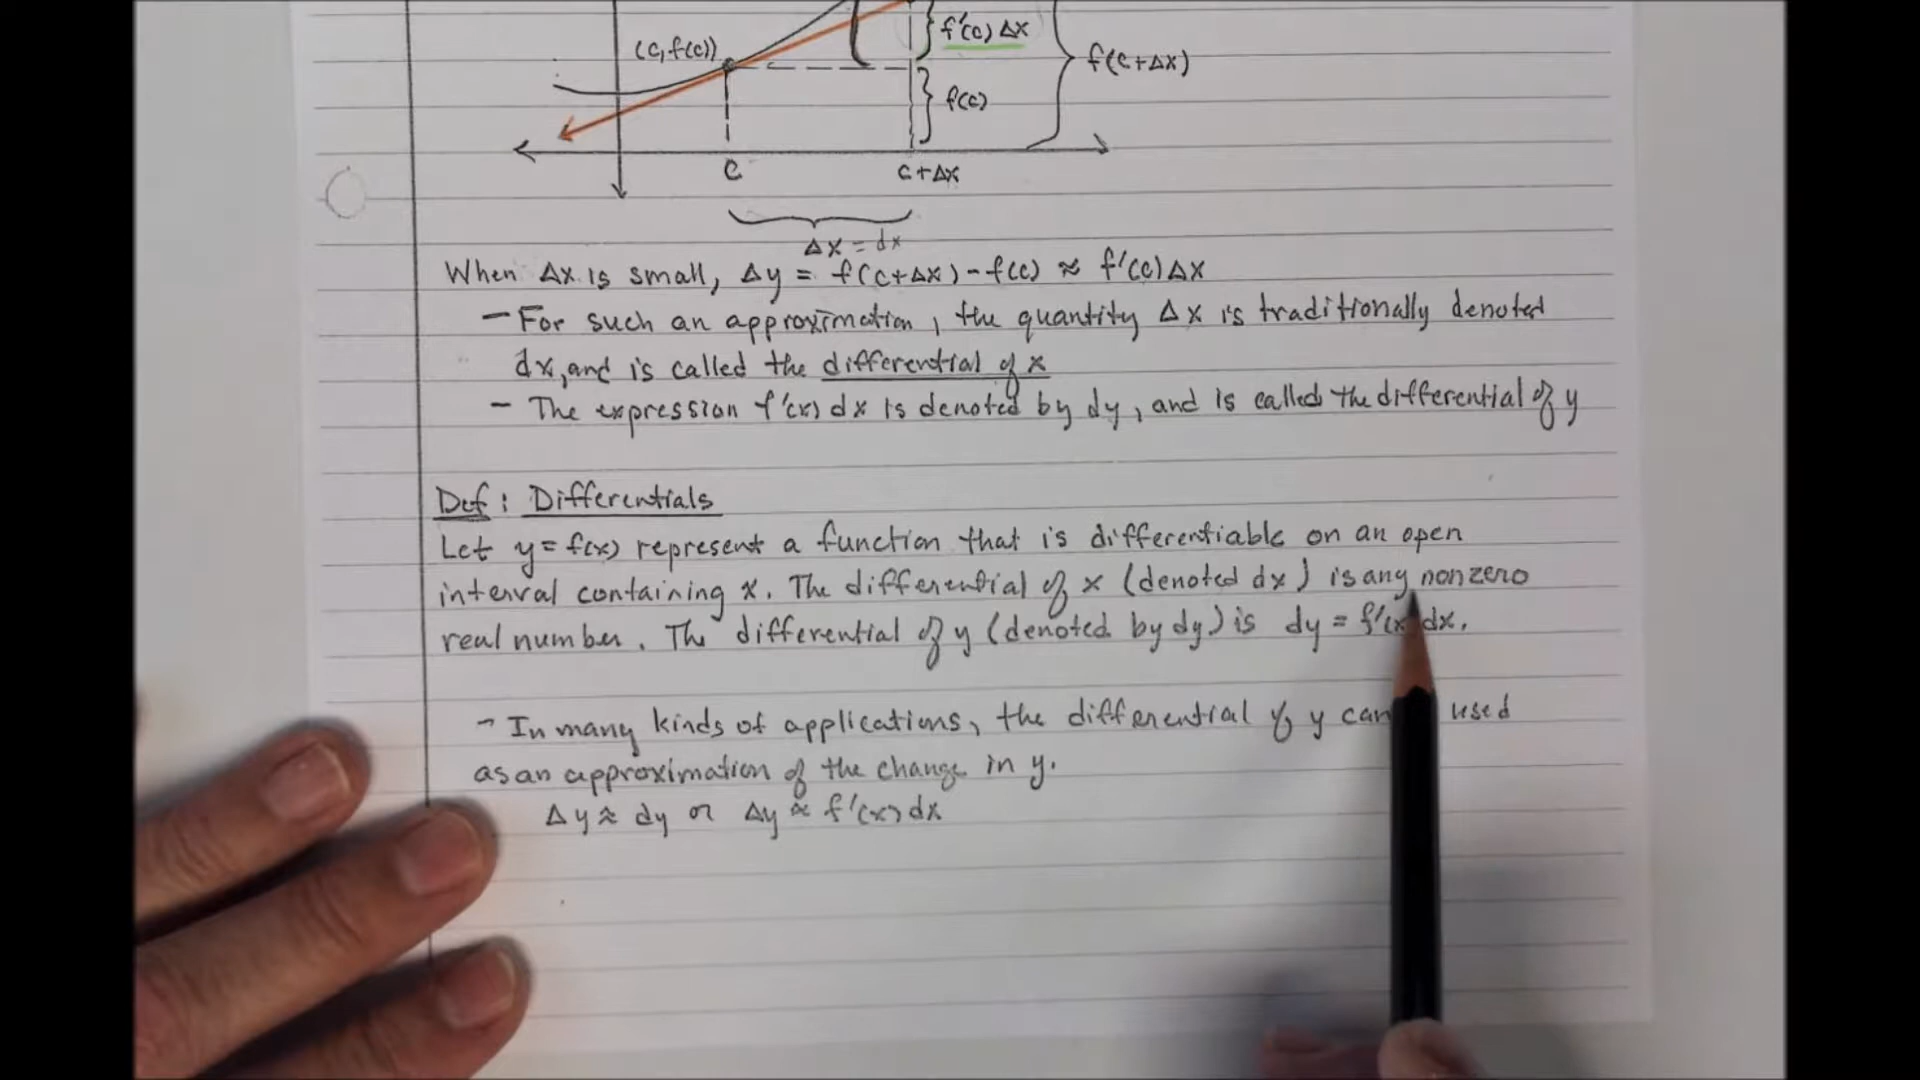 f'(c) Δx
(c, f(c))
f(c+Δx)
f(c)
c
c+Δx
Δx = dx
When Δx is small, Δy = f(c+Δx) - f(c) ≈ f'(c) Δx
- For such an approximation, the quantity Δx is traditionally denoted
dx, and is called the differential of x
- The expression f'(x) dx is denoted by dy, and is called the differential of y
Def: Differentials
Let y = f(x) represent a function that is differentiable on an open
interval containing x. The differential of x (denoted dx) is any nonzero
real number. The differential of y (denoted by dy) is dy = f'(x) dx.
- In many kinds of applications, the differential of y can used
as an approximation of the change in y.
Δy ≈ dy or Δy ≈ f'(x) dx